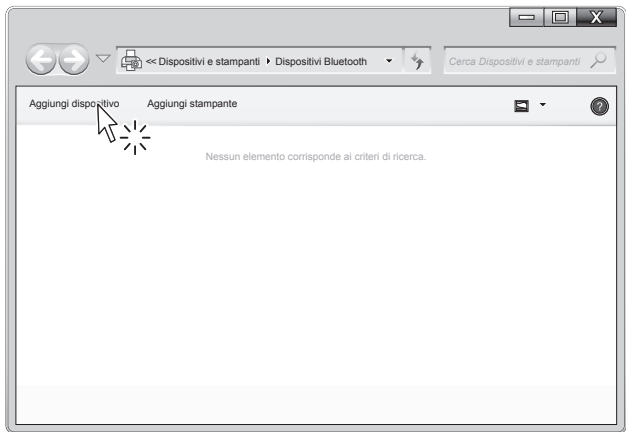 << Dispositivi e stampanti Dispositivi Bluetooth Cerca Dispositivi e stampanti
Aggiungi dispositivo Aggiungi stampante ?
Nessun elemento corrisponde ai criteri di ricerca.